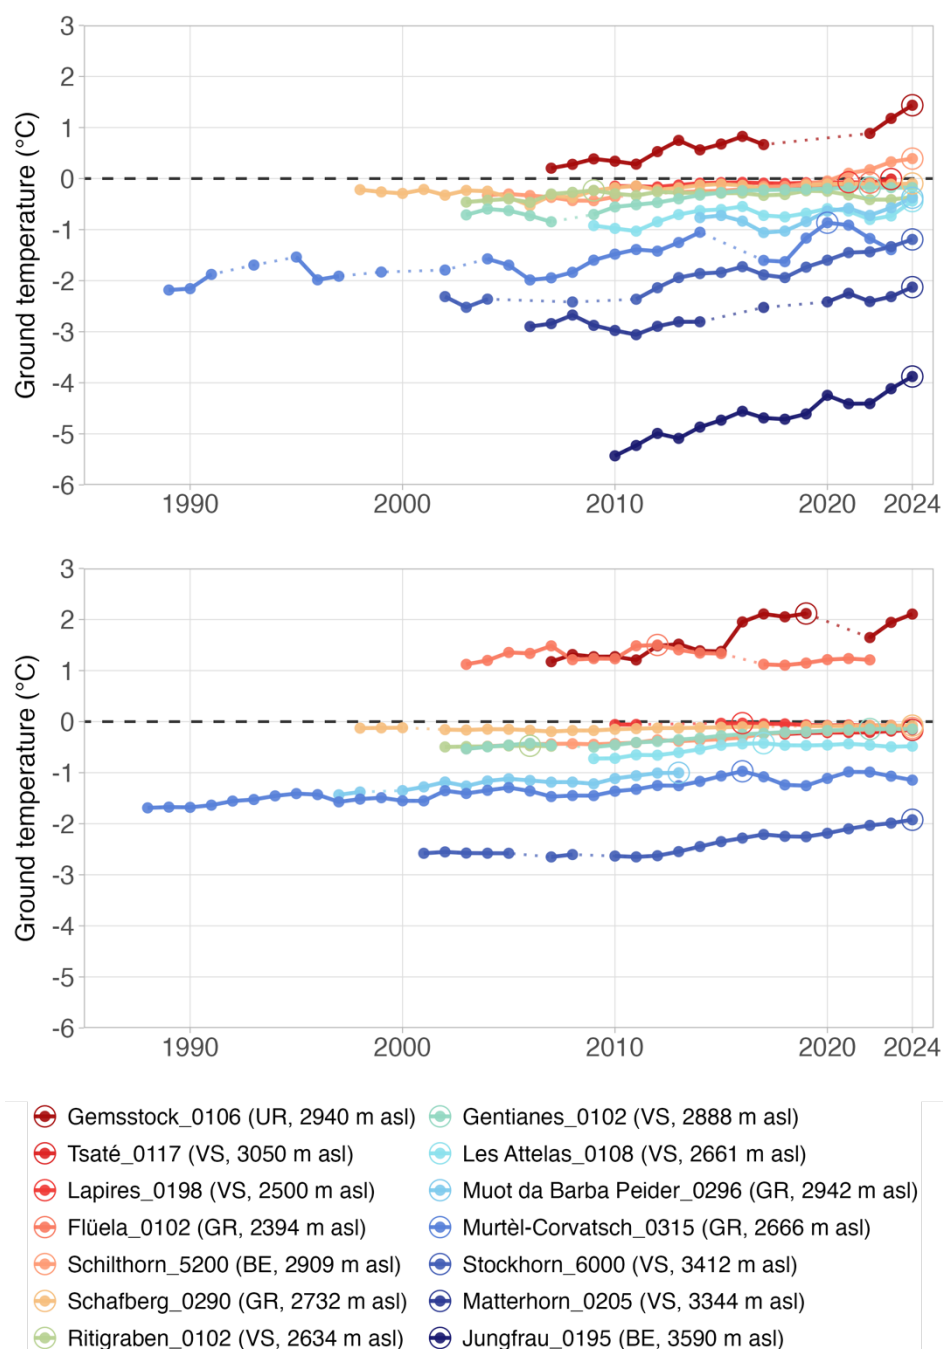 3
2
1
0
-1
-2
-3
-4
-5
-6
Ground temperature (°C)
1990 2000 2010 2020 2024
3
2
1
0
-1
-2
-3
-4
-5
-6
Ground temperature (°C)
1990 2000 2010 2020 2024
Gemsstock_0106 (UR, 2940 m asl) Gentianes_0102 (VS, 2888 m asl)
Tsaté_0117 (VS, 3050 m asl) Les Attelas_0108 (VS, 2661 m asl)
Lapires_0198 (VS, 2500 m asl) Muot da Barba Peider_0296 (GR, 2942 m asl)
Flüela_0102 (GR, 2394 m asl) Murtèl-Corvatsch_0315 (GR, 2666 m asl)
Schilthorn_5200 (BE, 2909 m asl) Stockhorn_6000 (VS, 3412 m asl)
Schafberg_0290 (GR, 2732 m asl) Matterhorn_0205 (VS, 3344 m asl)
Ritigraben_0102 (VS, 2634 m asl) Jungfrau_0195 (BE, 3590 m asl)